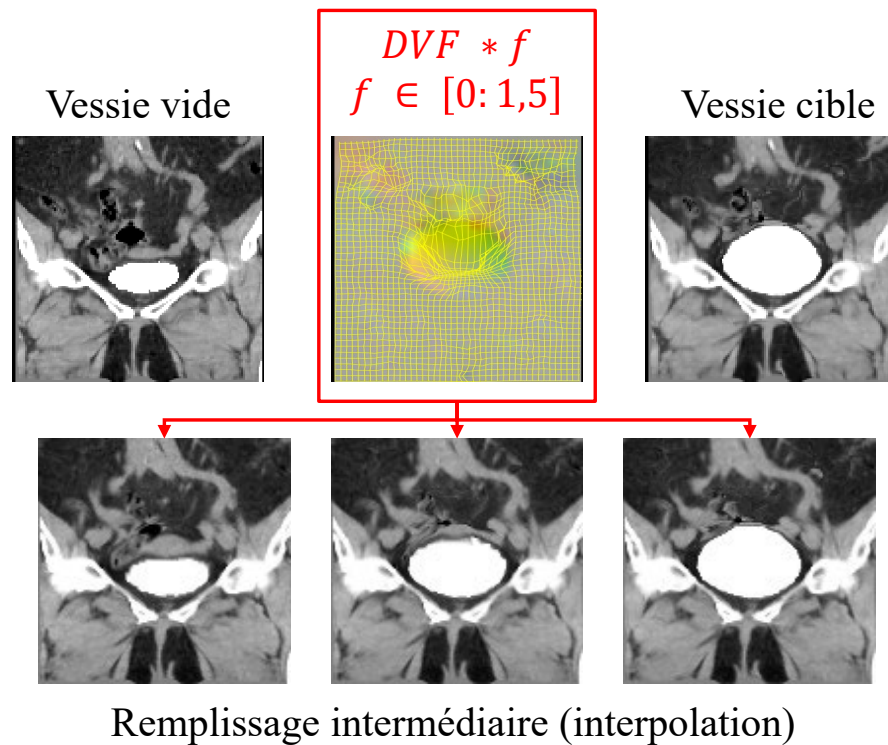 DVF * f
f ∈ [0: 1,5]
Vessie vide
Vessie cible
Remplissage intermédiaire (interpolation)